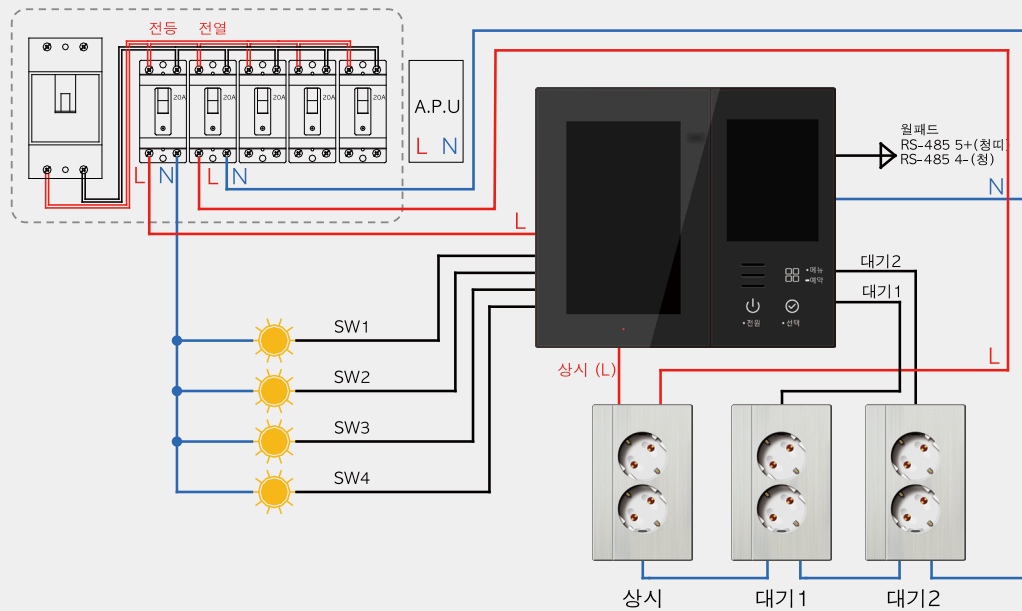 전등 전열
20A 20A 20A 20A 20A
A.P.U
L N
L N L N
월패드
RS-485 5+(청띠)
RS-485 4-(청)
N
L
대기2
•메뉴
예약
대기1
•전원 •선택
SW1
L
상시 (L)
SW2
SW3
SW4
상시 대기1 대기2